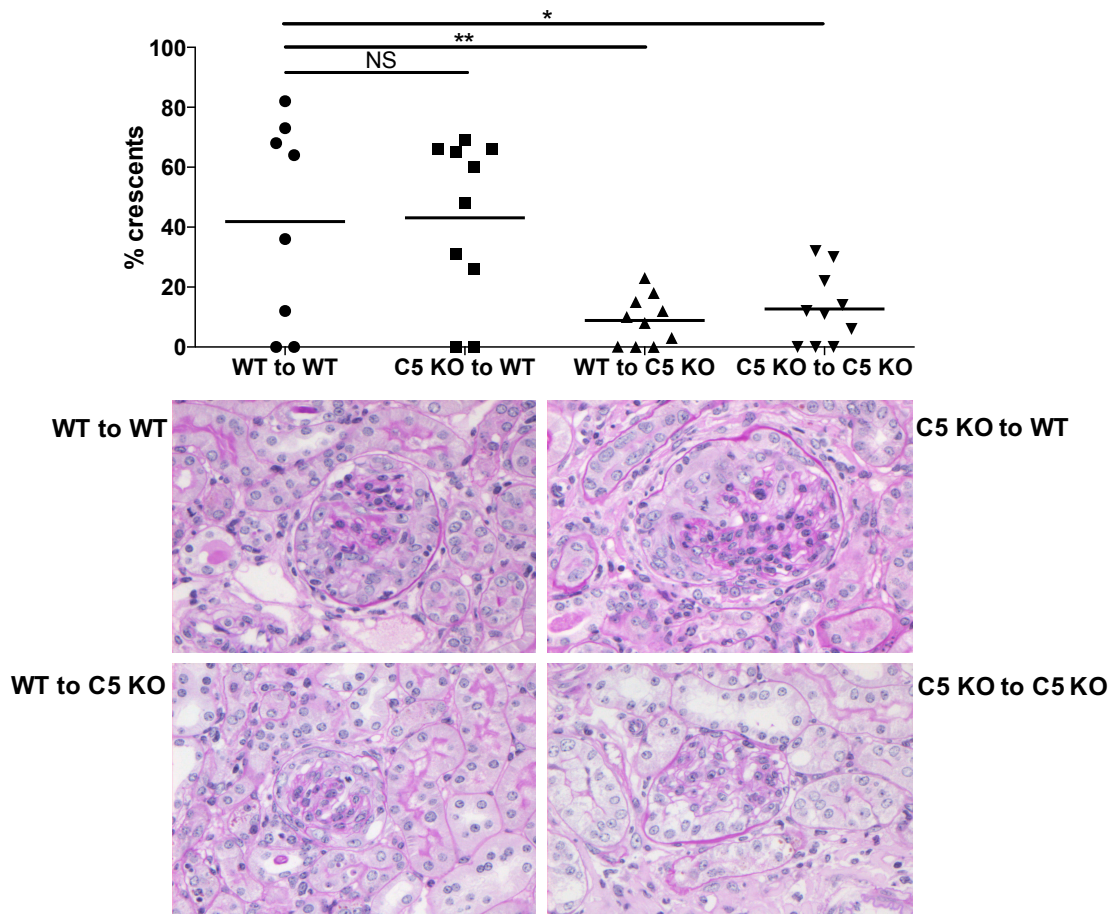 *
**
NS
% crescents
100
80
60
40
20
0
WT to WT
C5 KO to WT
WT to C5 KO
C5 KO to C5 KO
WT to WT
C5 KO to WT
WT to C5 KO
C5 KO to C5 KO